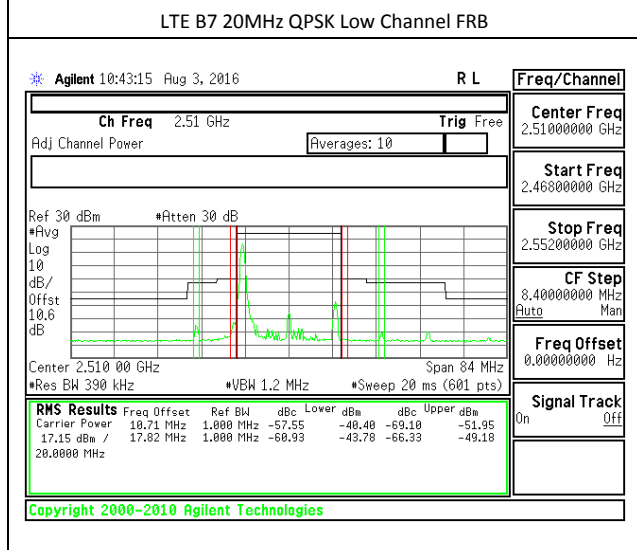 LTE B7 20MHz QPSK Low Channel FRB
Agilent 10:43:15 Aug 3, 2016 R L
Freq/Channel
Ch Freq 2.51 GHz Trig Free
Adj Channel Power Averages: 10
Center Freq
2.51000000 GHz
Start Freq
2.46800000 GHz
Stop Freq
2.55200000 GHz
CF Step
8.40000000 MHz
Auto Man
Freq Offset
0.00000000 Hz
Signal Track
On Off
Ref 30 dBm #Atten 30 dB
#Avg
Log
10
dB/
Offst
10.6
dB
Center 2.510 00 GHz Span 84 MHz
#Res BW 390 kHz #VBW 1.2 MHz #Sweep 20 ms (601 pts)
RMS Results Freq Offset Ref BW dBc Lower dBm dBc Upper dBm
Carrier Power 10.71 MHz 1.000 MHz -57.55 -40.40 -69.10 -51.95
17.15 dBm / 17.82 MHz 1.000 MHz -60.93 -43.78 -66.33 -49.18
20.0000 MHz
Copyright 2000-2010 Agilent Technologies